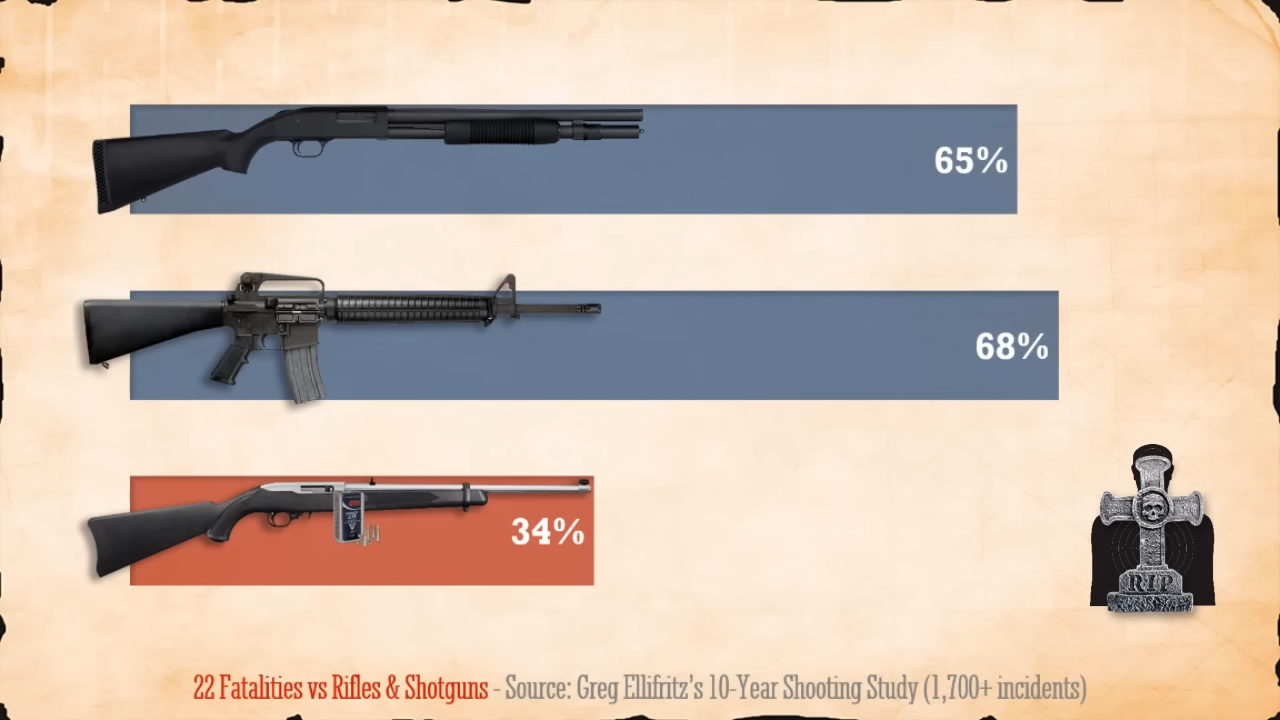 65%
68%
34%
RIP
22 Fatalities vs Rifles & Shotguns - Source: Greg Ellifritz's 10-Year Shooting Study (1,700+ incidents)